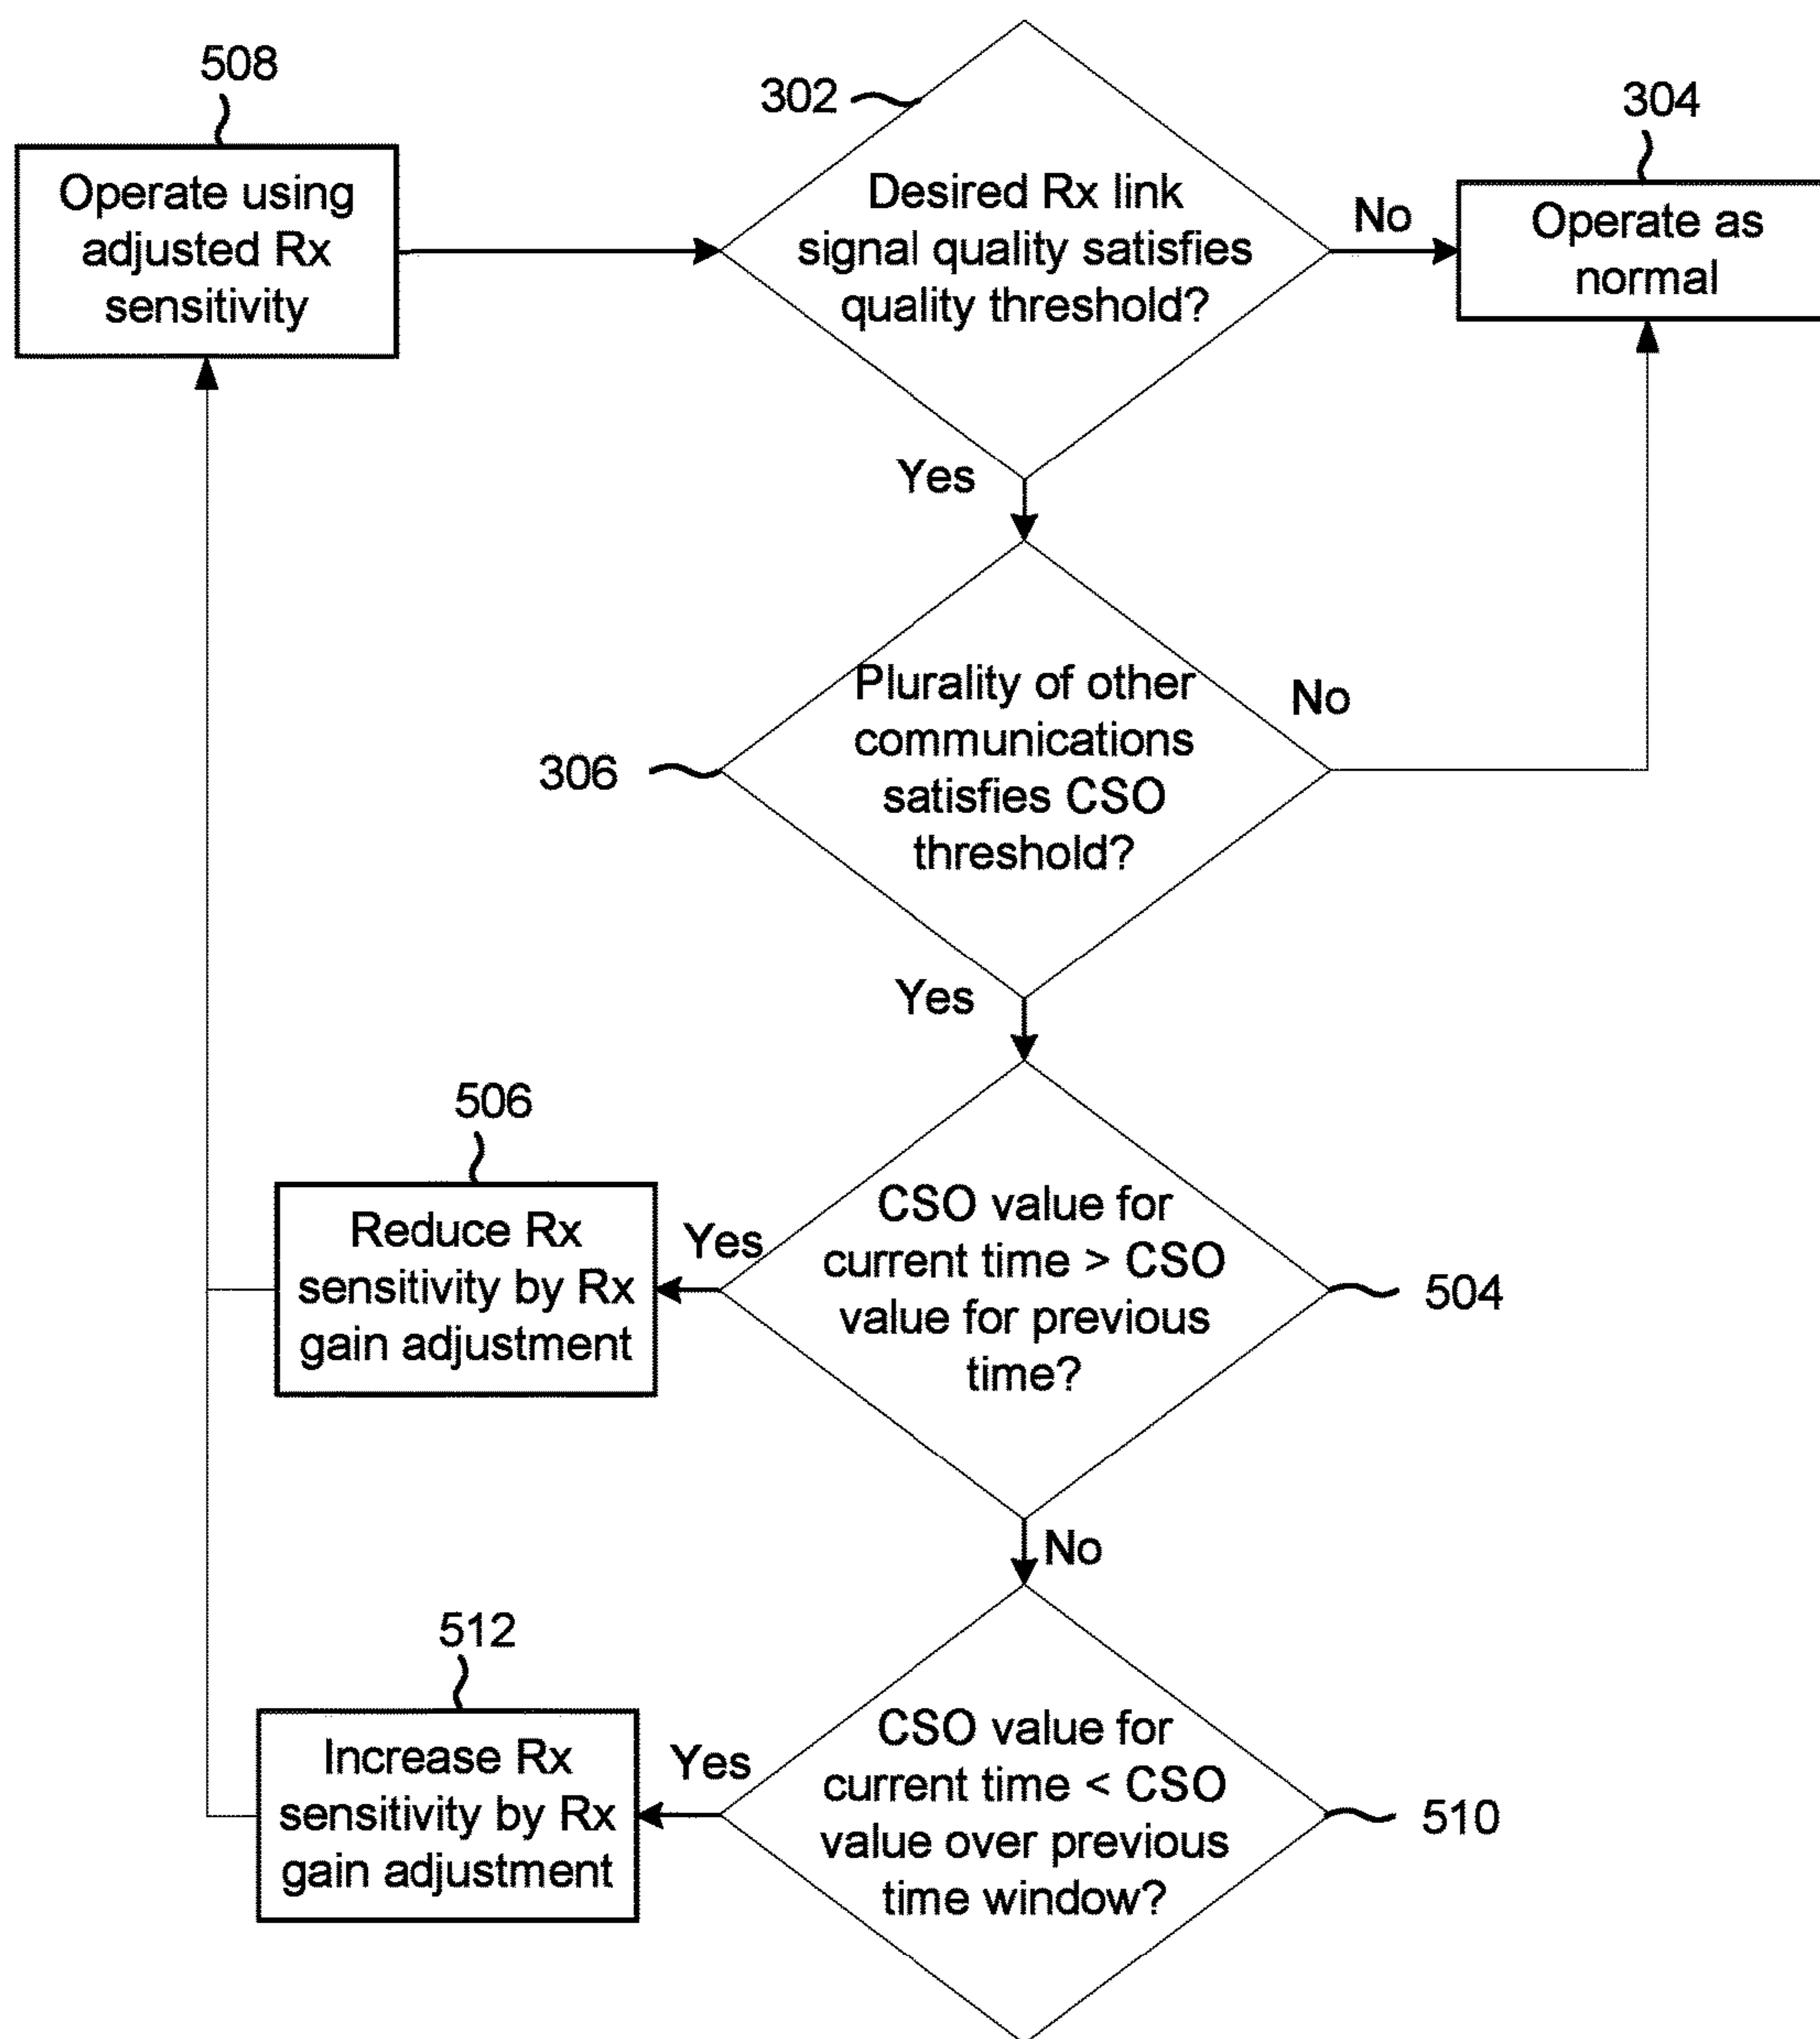 508
Operate using
adjusted Rx
sensitivity
302
Desired Rx link
signal quality satisfies
quality threshold?
No
304
Operate as
normal
Yes
306
Plurality of other
communications
satisfies CSO
threshold?
No
Yes
504
CSO value for
current time > CSO
value for previous
time?
Yes
506
Reduce Rx
sensitivity by Rx
gain adjustment
No
510
CSO value for
current time < CSO
value over previous
time window?
Yes
512
Increase Rx
sensitivity by Rx
gain adjustment